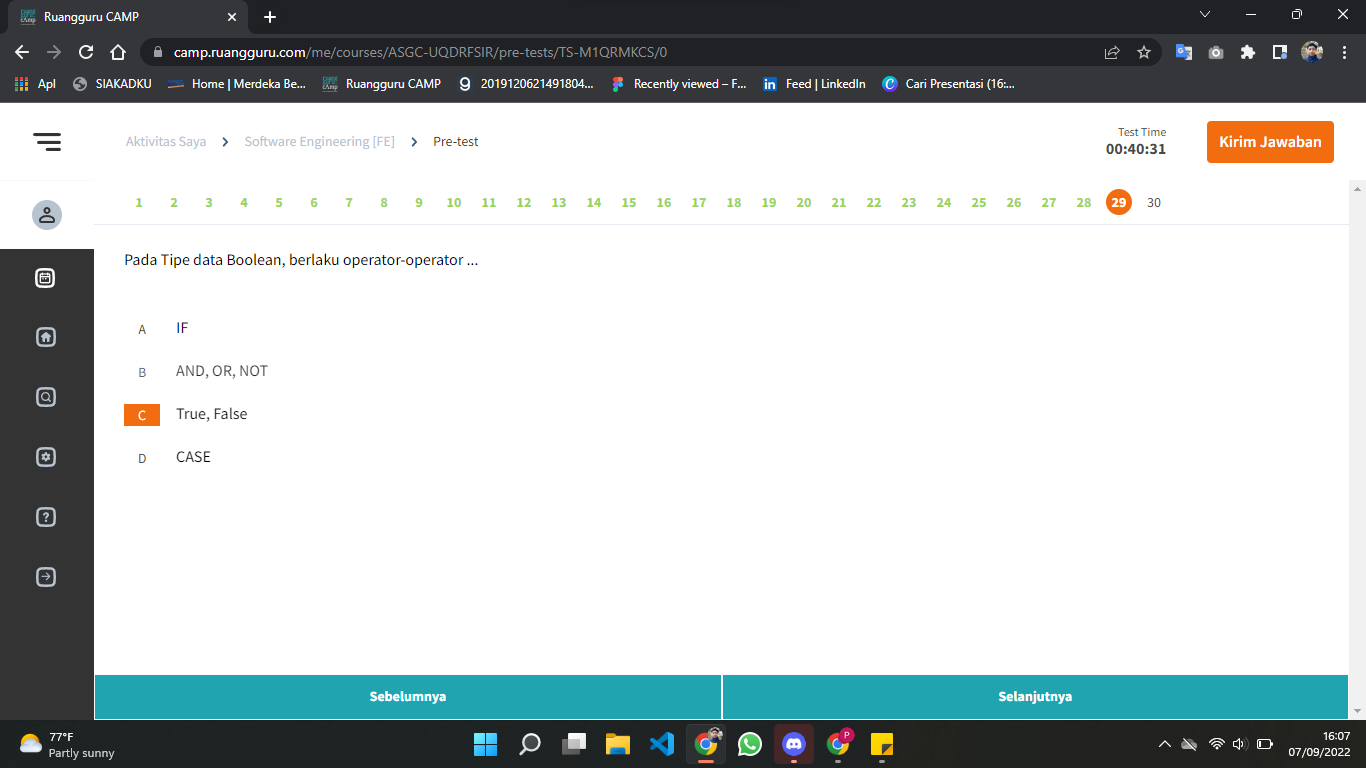 Ruangguru CAMP
camp.ruangguru.com/me/courses/ASGC-UQDRFSIR/pre-tests/TS-M1QRMKCS/0
Apl SIAKADKU Home | Merdeka Be... Ruangguru CAMP 2019120621491804... Recently viewed – F... Feed | LinkedIn Cari Presentasi (16:...
Aktivitas Saya Software Engineering [FE] Pre-test
Test Time
00:40:31
Kirim Jawaban
1 2 3 4 5 6 7 8 9 10 11 12 13 14 15 16 17 18 19 20 21 22 23 24 25 26 27 28 29 30
Pada Tipe data Boolean, berlaku operator-operator ...
A IF
B AND, OR, NOT
C True, False
D CASE
Sebelumnya Selanjutnya
77°F
Partly sunny
16:07
07/09/2022